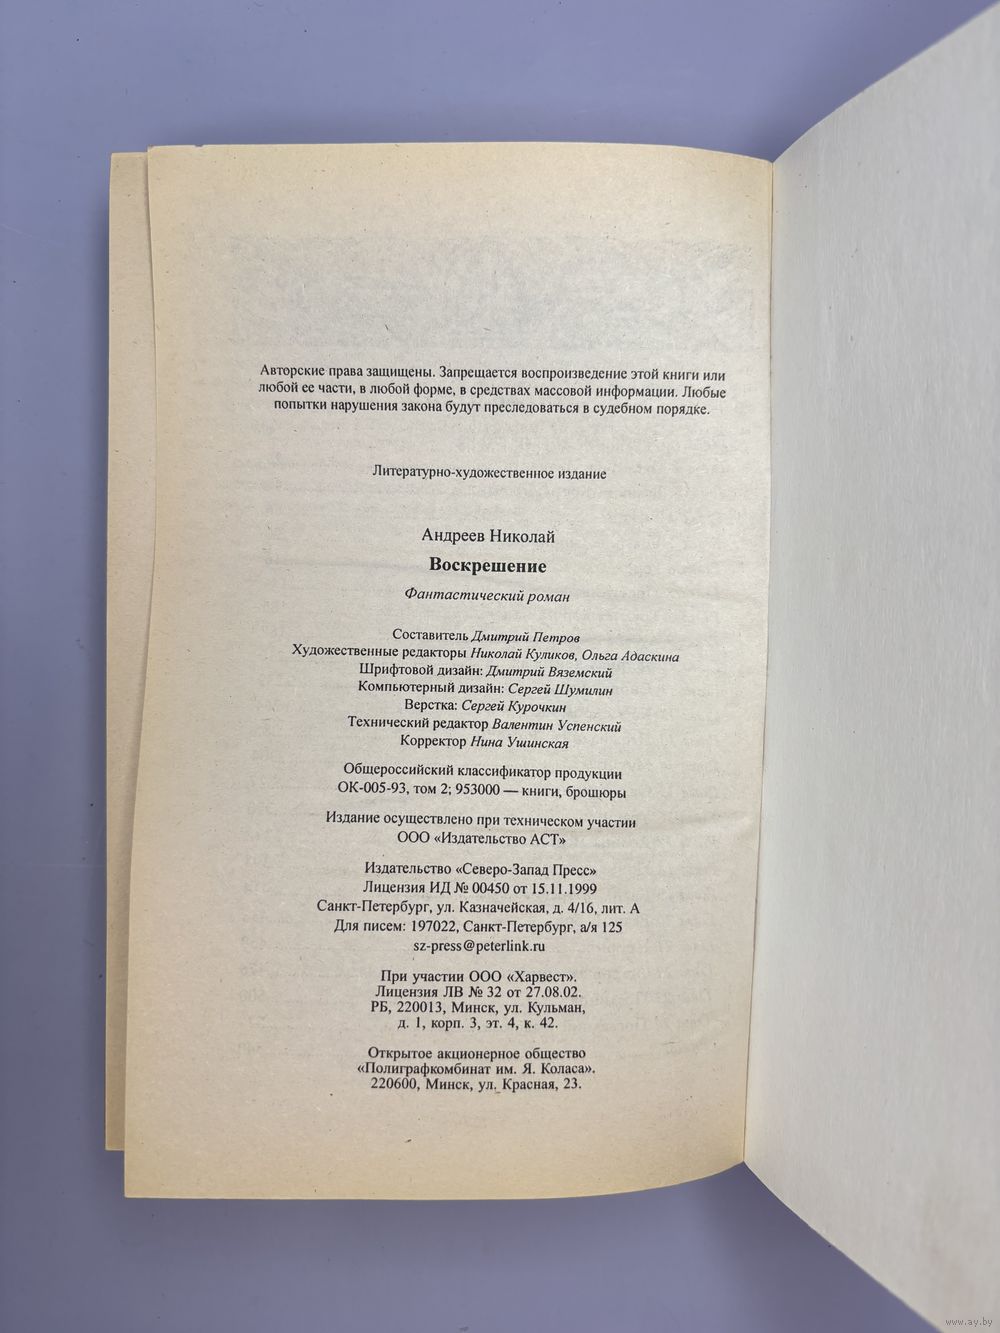 Авторские права защищены. Запрещается воспроизведение этой книги или
любой ее части, в любой форме, в средствах массовой информации. Любые
попытки нарушения закона будут преследоваться в судебном порядке.
Литературно-художественное издание
Андреев Николай
Воскрешение
Фантастический роман
Составитель Дмитрий Петров
Художественные редакторы Николай Куликов, Ольга Адаскина
Шрифтовой дизайн: Дмитрий Вяземский
Компьютерный дизайн: Сергей Шумилин
Верстка: Сергей Курочкин
Технический редактор Валентин Успенский
Корректор Нина Ушинская
Общероссийский классификатор продукции
ОК-005-93, том 2; 953000 — книги, брошюры
Издание осуществлено при техническом участии
ООО «Издательство АСТ»
Издательство «Северо-Запад Пресс»
Лицензия ИД № 00450 от 15.11.1999
Санкт-Петербург, ул. Казначейская, д. 4/16, лит. А
Для писем: 197022, Санкт-Петербург, а/я 125
sz-press@peterlink.ru
При участии ООО «Харвест».
Лицензия ЛВ № 32 от 27.08.02.
РБ, 220013, Минск, ул. Кульман,
д. 1, корп. 3, эт. 4, к. 42.
Открытое акционерное общество
«Полиграфкомбинат им. Я. Коласа».
220600, Минск, ул. Красная, 23.
www.ay.by